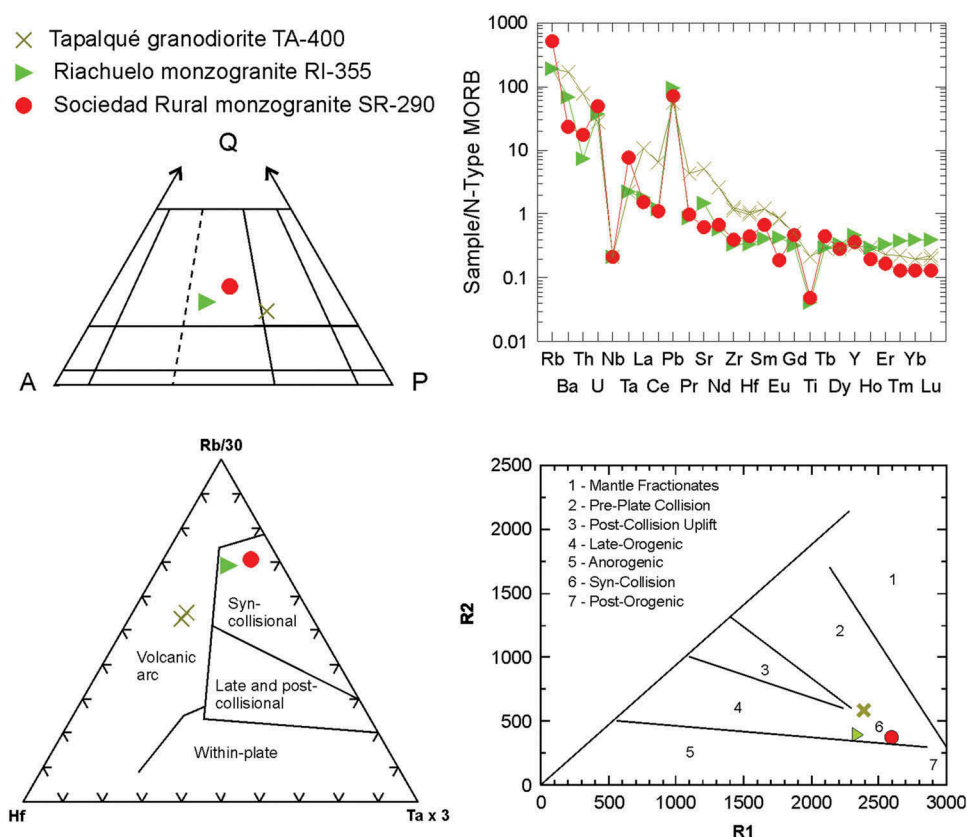 Tapalqué granodiorite TA-400
Riachuelo monzogranite RI-355
Sociedad Rural monzogranite SR-290
Q
A
P
Sample/N-Type MORB
1000
100
10
1
0.1
0.01
Rb Th Nb La Pb Sr Zr Sm Gd Tb Y Er Yb
Ba U Ta Ce Pr Nd Hf Eu Ti Dy Ho Tm Lu
Rb/30
Syn-
collisional
Volcanic
arc
Late and post-
collisional
Within-plate
Hf
Ta x 3
R2
2500
2000
1500
1000
500
0
1 - Mantle Fractionates
2 - Pre-Plate Collision
3 - Post-Collision Uplift
4 - Late-Orogenic
5 - Anorogenic
6 - Syn-Collision
7 - Post-Orogenic
1
2
3
4
6
5
7
0 500 1000 1500 2000 2500 3000
R1